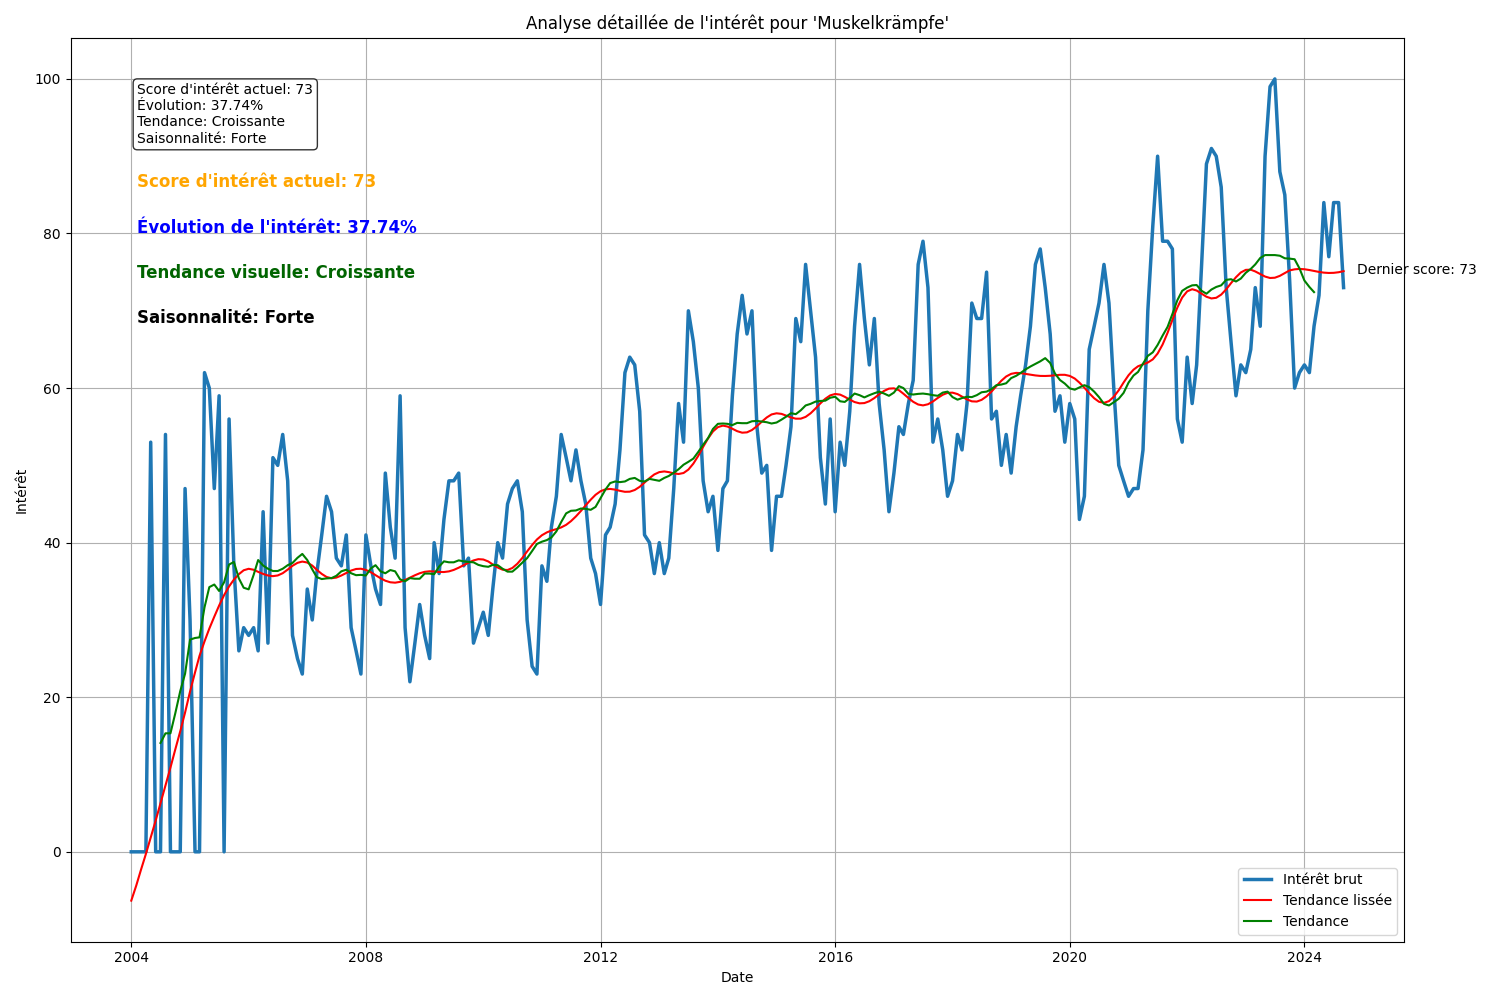 Analyse détaillée de l'intérêt pour 'Muskelkrämpfe'
Score d'intérêt actuel: 73
Évolution: 37.74%
Tendance: Croissante
Saisonnalité: Forte
Score d'intérêt actuel: 73
Évolution de l'intérêt: 37.74%
Tendance visuelle: Croissante
Saisonnalité: Forte
Dernier score: 73
Intérêt
100
80
60
40
20
0
2004
2008
2012
2016
2020
2024
Date
Intérêt brut
Tendance lissée
Tendance